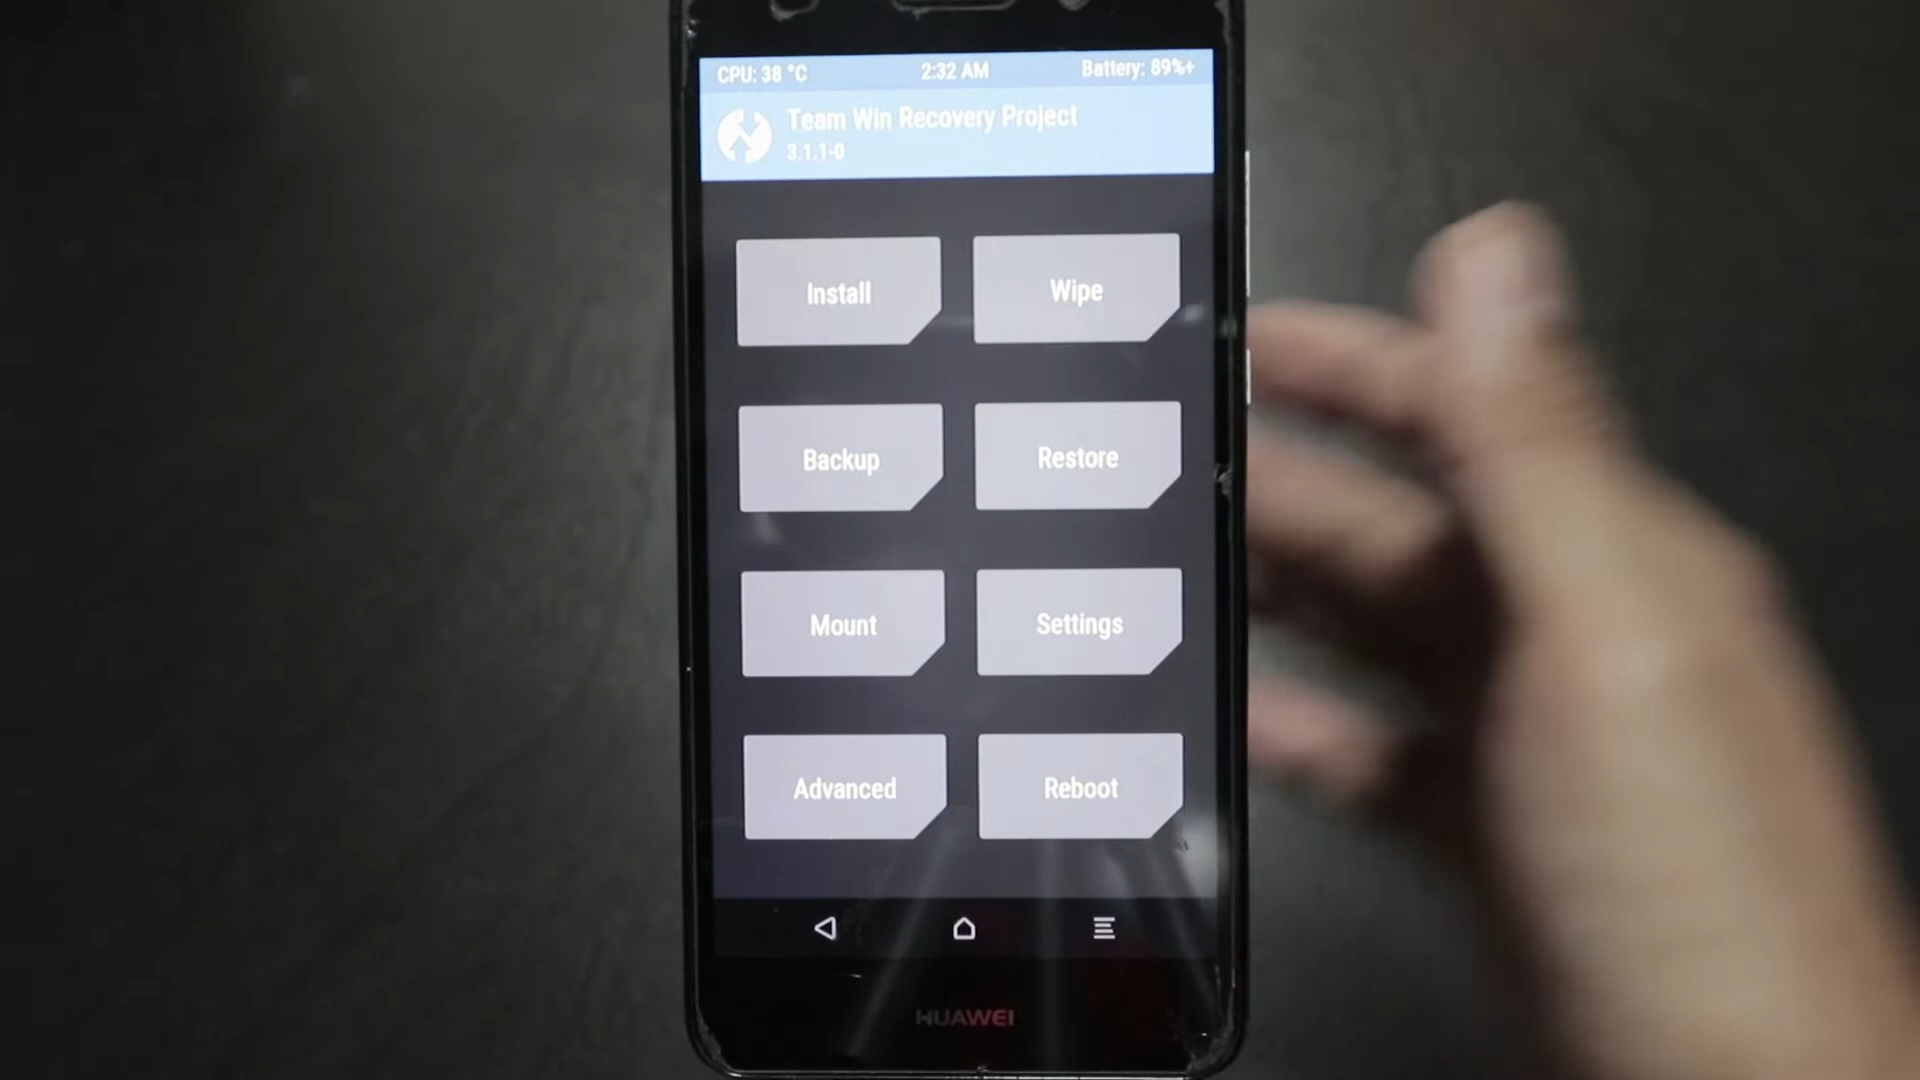 CPU: 38 °C 2:32 AM Battery: 89%+
Team Win Recovery Project
3.1.1-0
Install Wipe
Backup Restore
Mount Settings
Advanced Reboot
HUAWEI